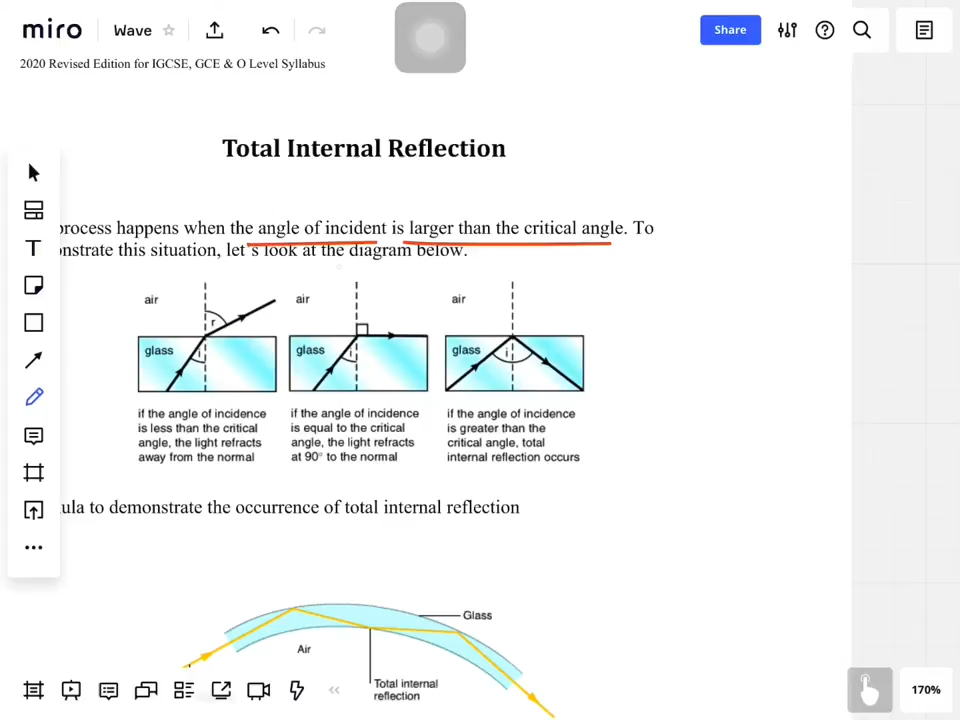 miro
Wave
Share
2020 Revised Edition for IGCSE, GCE & O Level Syllabus
Total Internal Reflection
process happens when the angle of incident is larger than the critical angle. To
onstrate this situation, let's look at the diagram below.
air
air
air
r
glass
i
glass
i
glass
i
if the angle of incidence
is less than the critical
angle, the light refracts
away from the normal
if the angle of incidence
is equal to the critical
angle, the light refracts
at 90° to the normal
if the angle of incidence
is greater than the
critical angle, total
internal reflection occurs
ula to demonstrate the occurrence of total internal reflection
Glass
Air
Total internal
reflection
170%